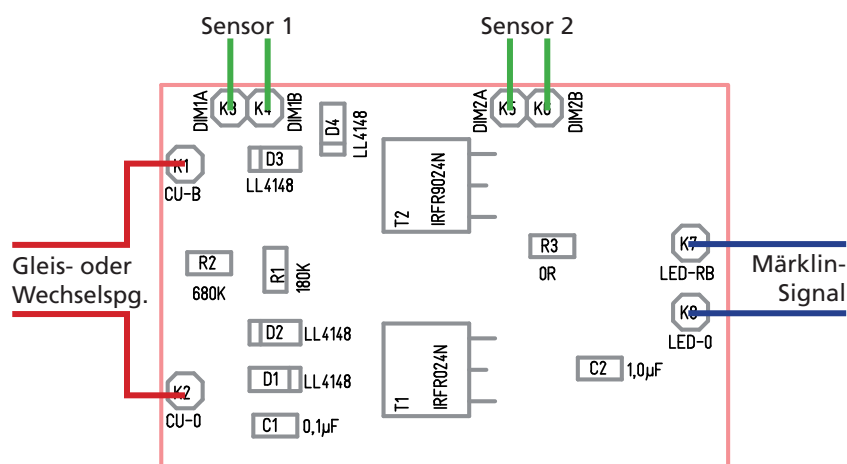 Sensor 1
Sensor 2
DIM1A
K3
K4
DIM1B
D4
LL4148
DIM2A
K5
K6
DIM2B
K1
CU-B
D3
LL4148
T2
IRFR9024N
Gleis- oder
Wechselspg.
R2
680K
R1
180K
R3
0R
K7
LED-RB
Märklin-
Signal
K8
LED-0
D2
LL4148
D1
LL4148
K2
CU-0
C1
0,1µF
T1
IRFR024N
C2
1,0µF